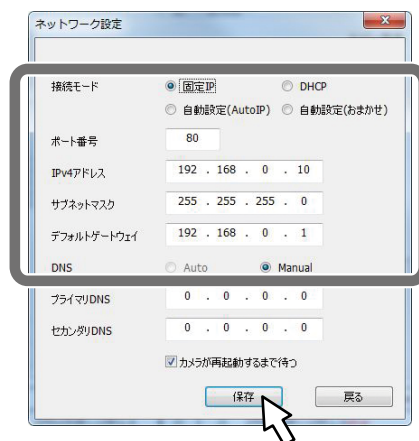 ネットワーク設定
接続モード 固定IP DHCP
自動設定(AutoIP) 自動設定(おまかせ)
ポート番号 80
IPv4アドレス 192 . 168 . 0 . 10
サブネットマスク 255 . 255 . 255 . 0
デフォルトゲートウェイ 192 . 168 . 0 . 1
DNS Auto Manual
プライマリDNS 0 . 0 . 0 . 0
セカンダリDNS 0 . 0 . 0 . 0
カメラが再起動するまで待つ
保存 戻る